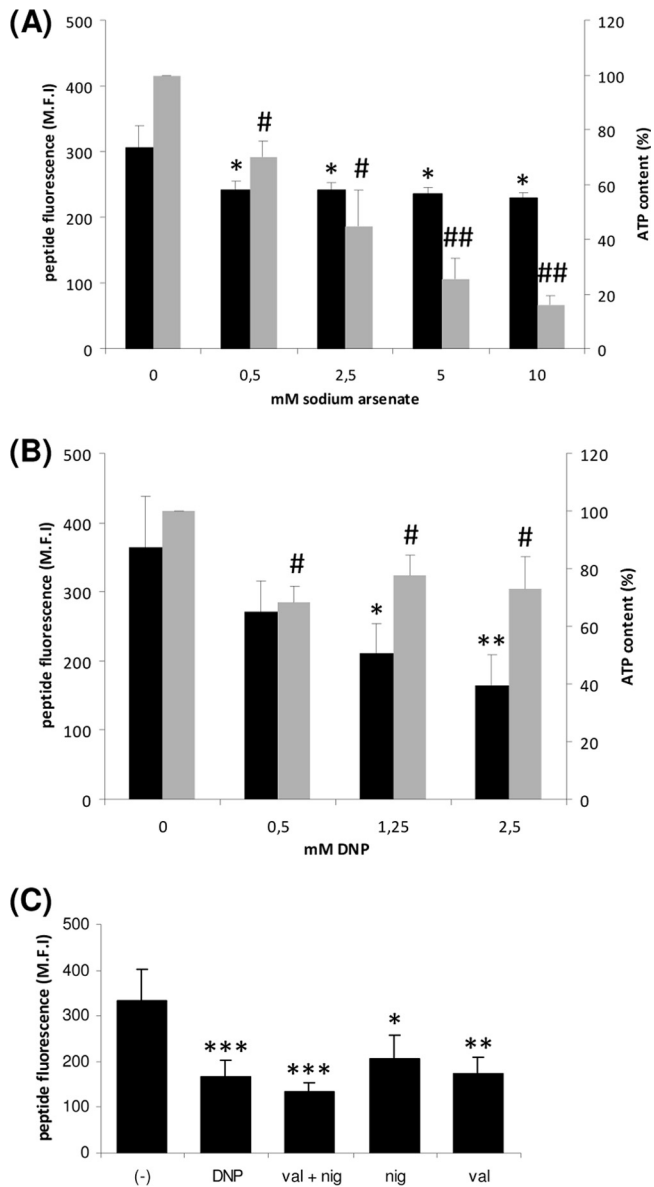 (A)
500
400
300
200
100
0
peptide fluorescence (M.F.I)
120
100
80
60
40
20
0
ATP content (%)
* # * # * ## * ##
0 0,5 2,5 5 10
mM sodium arsenate
(B)
500
400
300
200
100
0
peptide fluorescence (M.F.I)
120
100
80
60
40
20
0
ATP content (%)
# * # ** #
0 0,5 1,25 2,5
mM DNP
(C)
500
400
300
200
100
0
peptide fluorescence (M.F.I)
*** *** * **
(-) DNP val + nig nig val